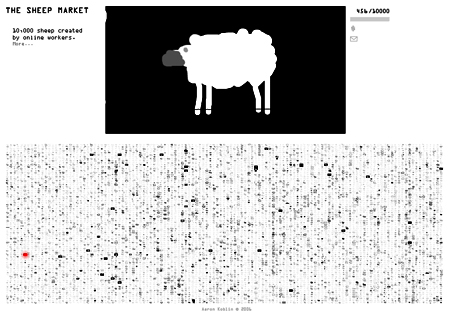 THE SHEEP MARKET
10,000 sheep created
by online workers.
More...
456/10000
Aaron Koblin © 2006